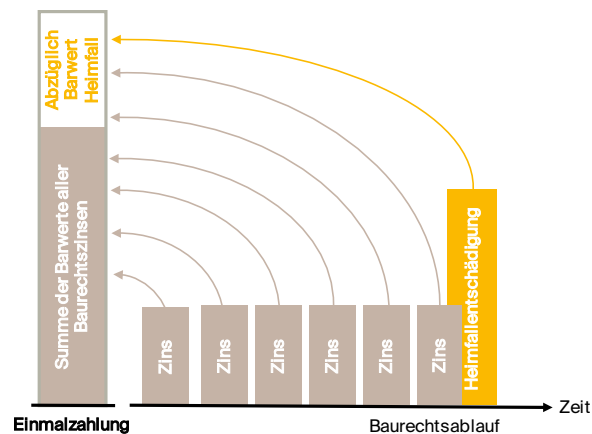 Abzüglich
Barwert
Heimfall
Summe der Barwerte aller
Baurechtszinsen
Zins
Zins
Zins
Zins
Zins
Zins
Heimfallentschädigung
Zeit
Einmalzahlung
Baurechtsablauf